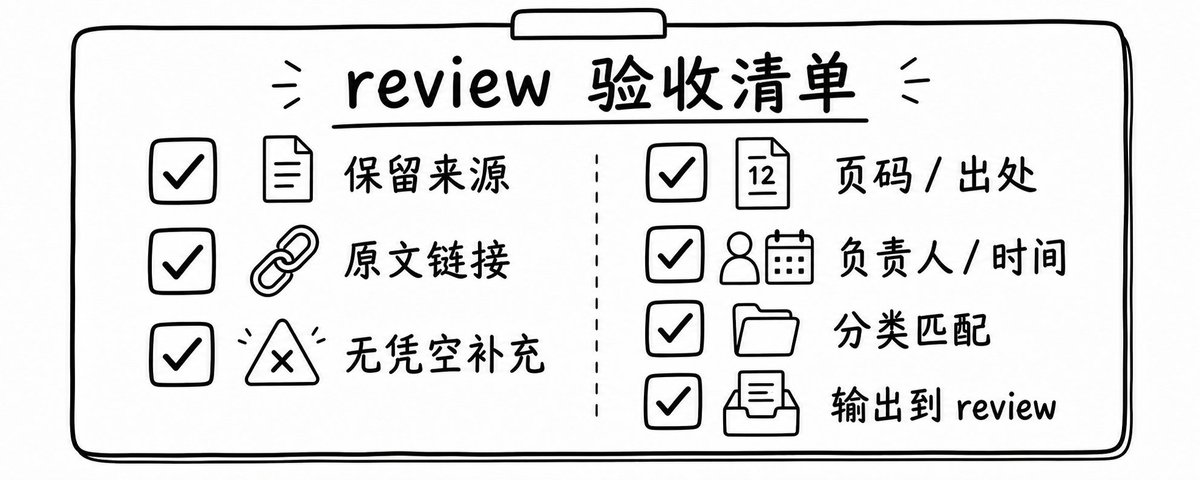 review 验收清单
保留来源
原文链接
无凭空补充
12
页码 / 出处
负责人 / 时间
分类匹配
输出到 review